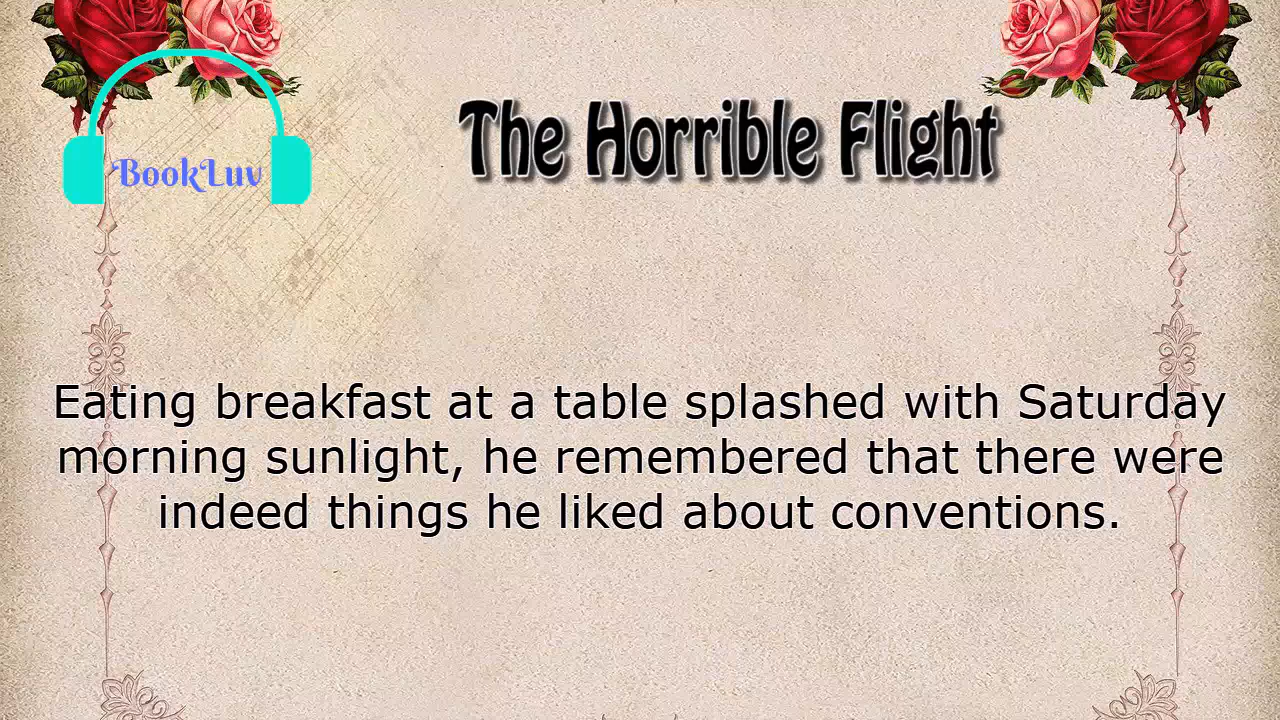 The Horrible Flight
BookLuv
Eating breakfast at a table splashed with Saturday
morning sunlight, he remembered that there were
indeed things he liked about conventions.